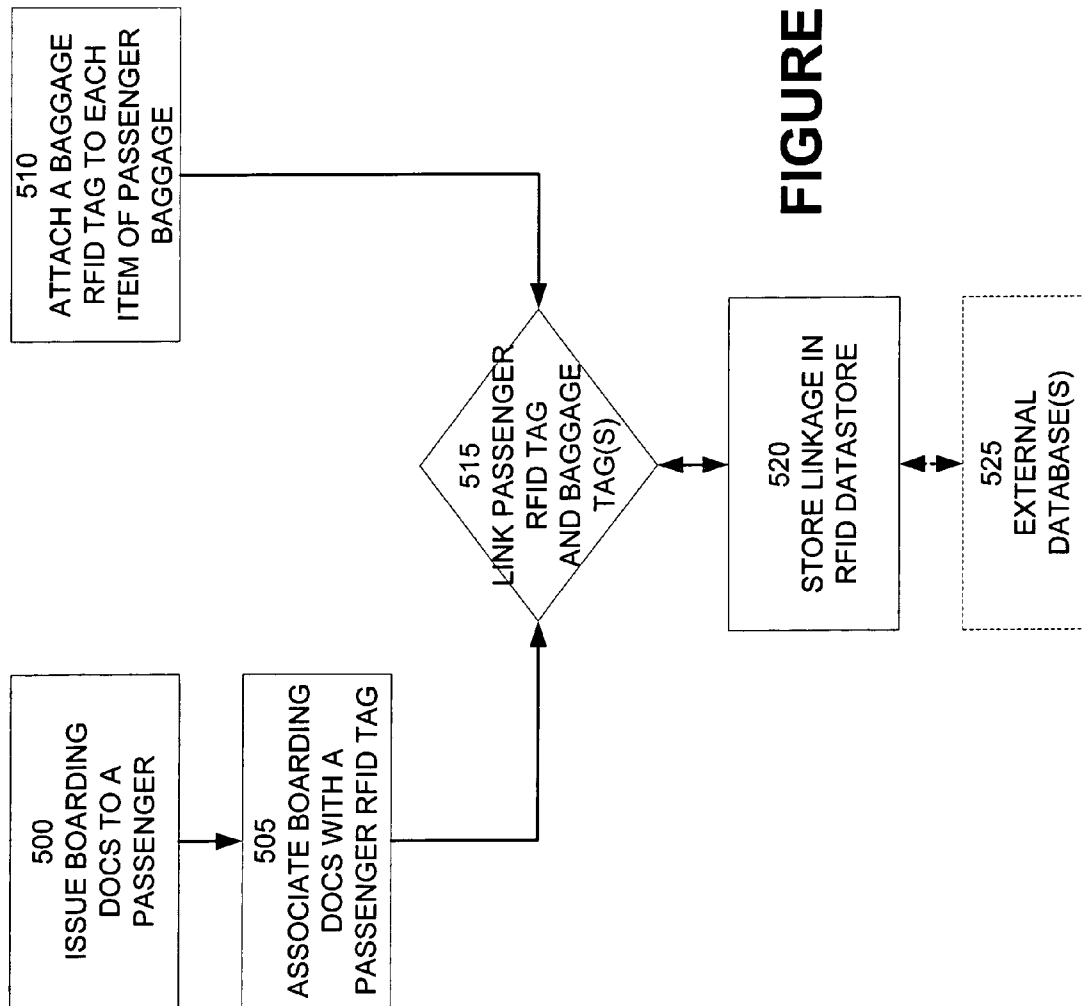 500
ISSUE BOARDING
DOCS TO A
PASSENGER
505
ASSOCIATE BOARDING
DOCS WITH A
PASSENGER RFID TAG
510
ATTACH A BAGGAGE
RFID TAG TO EACH
ITEM OF PASSENGER
BAGGAGE
515
LINK PASSENGER
RFID TAG
AND BAGGAGE
TAG(S)
520
STORE LINKAGE IN
RFID DATASTORE
525
EXTERNAL
DATABASE(S)
FIGURE